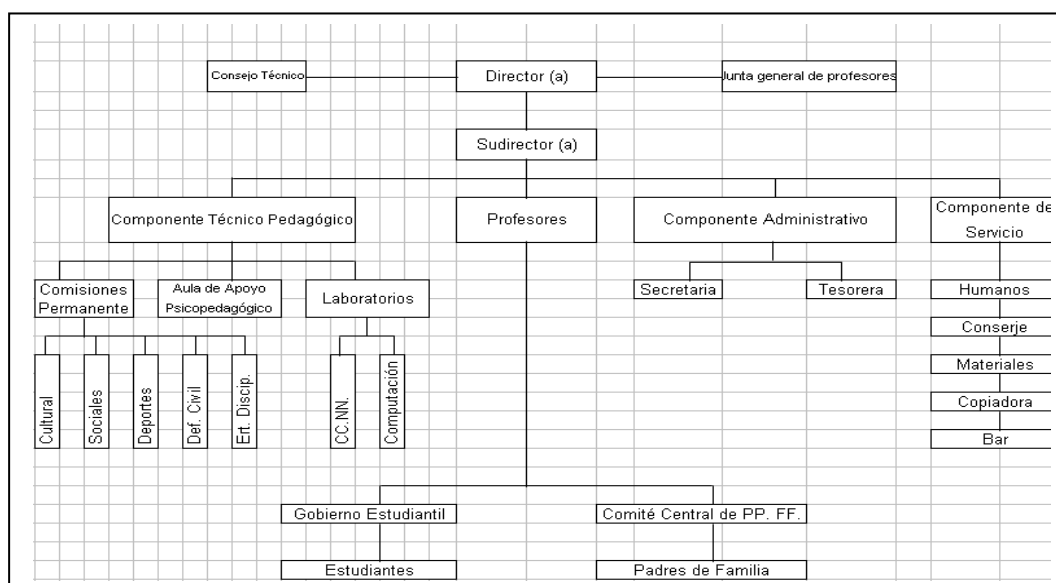 Consejo Técnico
Director (a)
Junta general de profesores
Sudirector (a)
Componente Técnico Pedagógico
Profesores
Componente Administrativo
Componente de
Servicio
Comisiones
Permanente
Aula de Apoyo
Psicopedagógico
Laboratorios
Secretaria
Tesorera
Humanos
Conserje
Materiales
Copiadora
Bar
Cultural
Sociales
Deportes
Def. Civil
Ert. Discip.
CC.NN.
Computación
Gobierno Estudiantil
Comité Central de PP. FF.
Estudiantes
Padres de Familia